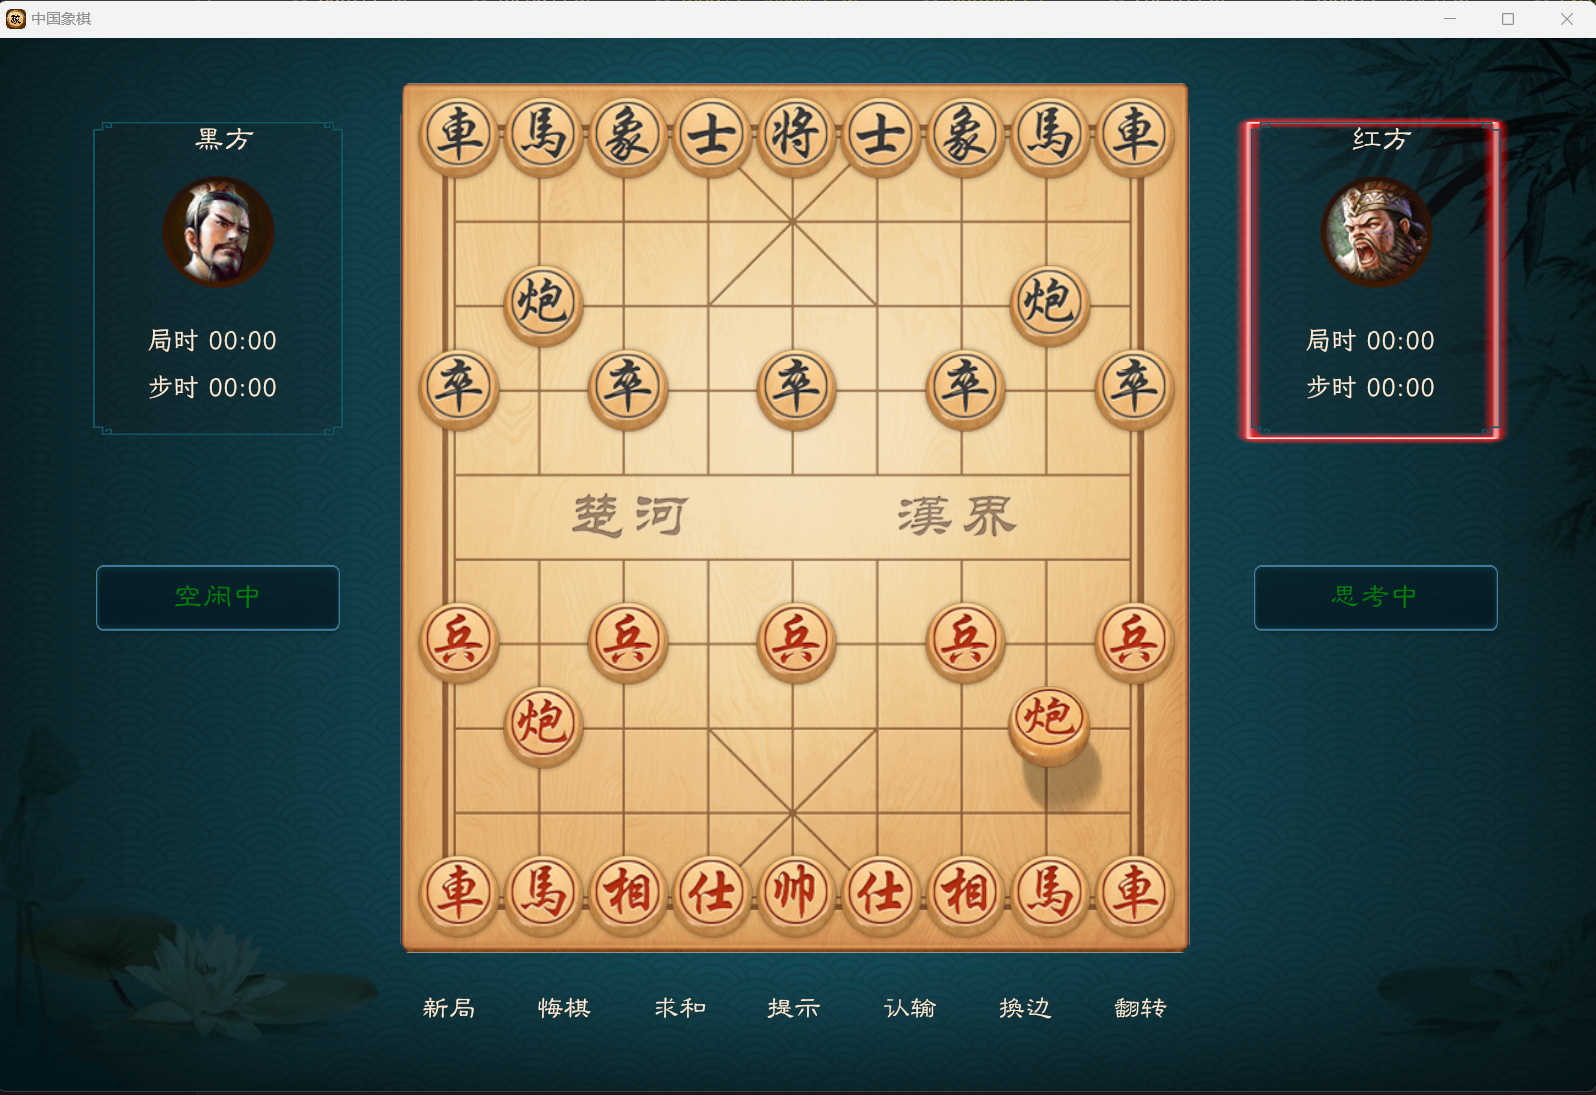 中国象棋
黑方
红方
車馬象士将士象馬車
炮 炮
局时 00:00
局时 00:00
步时 00:00
步时 00:00
卒 卒 卒 卒 卒
楚河 漢界
空闲中
思考中
兵 兵 兵 兵 兵
炮 炮
車馬相仕帅仕相馬車
新局 悔棋 求和 提示 认输 换边 翻转